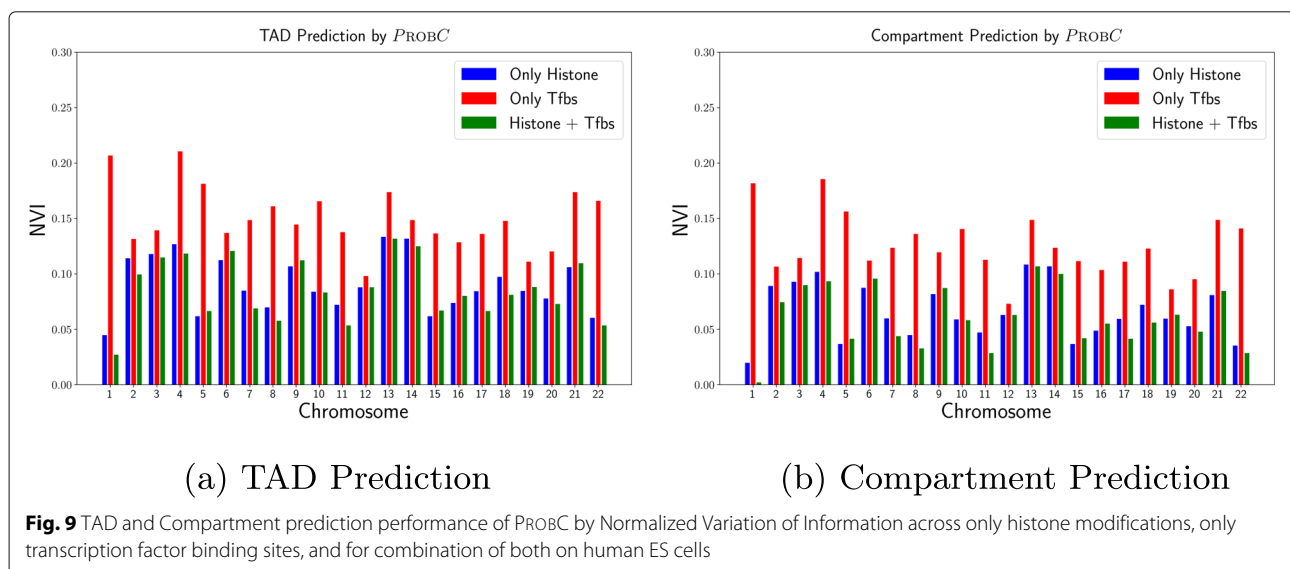 TAD Prediction by PROBC
0.30
0.25
0.20
0.15
0.10
0.05
0.00
NVI
Only Histone
Only Tfbs
Histone + Tfbs
1 2 3 4 5 6 7 8 9 10 11 12 13 14 15 16 17 18 19 20 21 22
Chromosome
(a) TAD Prediction
Compartment Prediction by PROBC
0.30
0.25
0.20
0.15
0.10
0.05
0.00
NVI
Only Histone
Only Tfbs
Histone + Tfbs
1 2 3 4 5 6 7 8 9 10 11 12 13 14 15 16 17 18 19 20 21 22
Chromosome
(b) Compartment Prediction
Fig. 9 TAD and Compartment prediction performance of PROBC by Normalized Variation of Information across only histone modifications, only
transcription factor binding sites, and for combination of both on human ES cells